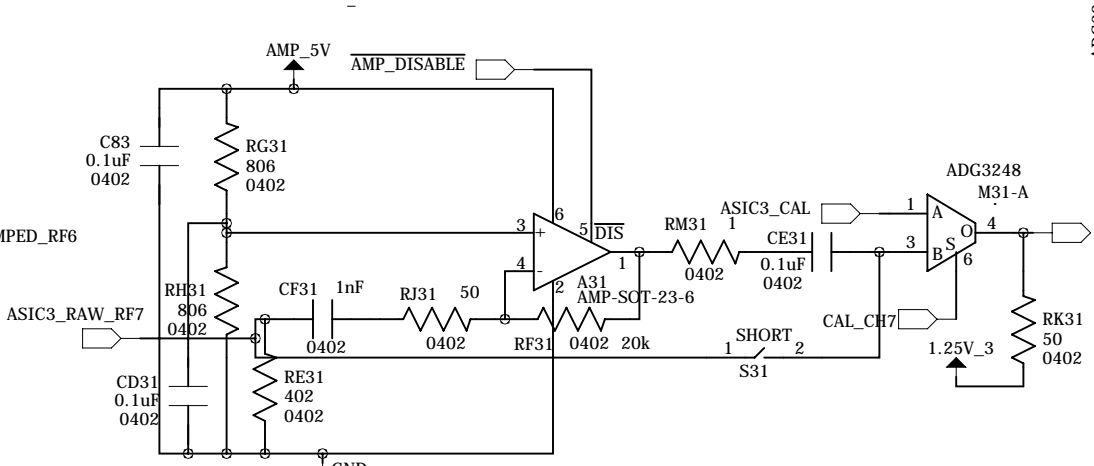 AMP_5V
AMP_DISABLE
C83
0.1uF
0402
RG31
806
0402
ADG3248
M31-A
6
3
+
5
DIS
4
-
1
2
RM31
1
0402
ASIC3_CAL
1
A
CE31
0.1uF
0402
3
B
S
O
4
6
MPED_RF6
RH31
806
0402
CF31
1nF
0402
RJ31
50
0402
A31
AMP-SOT-23-6
RF31
0402
20k
ASIC3_RAW_RF7
SHORT
1
2
S31
CAL_CH7
1.25V_3
RK31
50
0402
CD31
0.1uF
0402
RE31
402
0402
GND